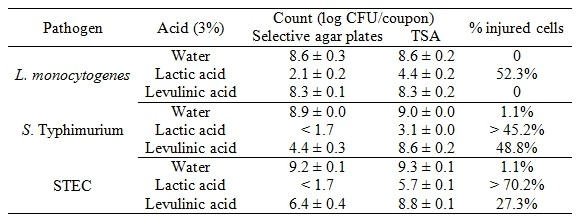 Pathogen Acid (3%) Count (log CFU/coupon) % injured cells
Selective agar plates TSA
L. monocytogenes Water 8.6 ± 0.3 8.6 ± 0.2 0
Lactic acid 2.1 ± 0.2 4.4 ± 0.2 52.3%
Levulinic acid 8.3 ± 0.1 8.3 ± 0.2 0
S. Typhimurium Water 8.9 ± 0.0 9.0 ± 0.0 1.1%
Lactic acid < 1.7 3.1 ± 0.0 > 45.2%
Levulinic acid 4.4 ± 0.3 8.6 ± 0.2 48.8%
STEC Water 9.2 ± 0.1 9.3 ± 0.1 1.1%
Lactic acid < 1.7 5.7 ± 0.1 > 70.2%
Levulinic acid 6.4 ± 0.4 8.8 ± 0.1 27.3%